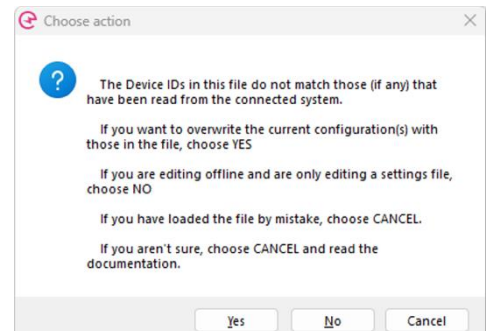 Choose action
The Device IDs in this file do not match those (if any) that
have been read from the connected system.
If you want to overwrite the current configuration(s) with
those in the file, choose YES
If you are editing offline and are only editing a settings file,
choose NO
If you have loaded the file by mistake, choose CANCEL.
If you aren't sure, choose CANCEL and read the
documentation.
Yes No Cancel